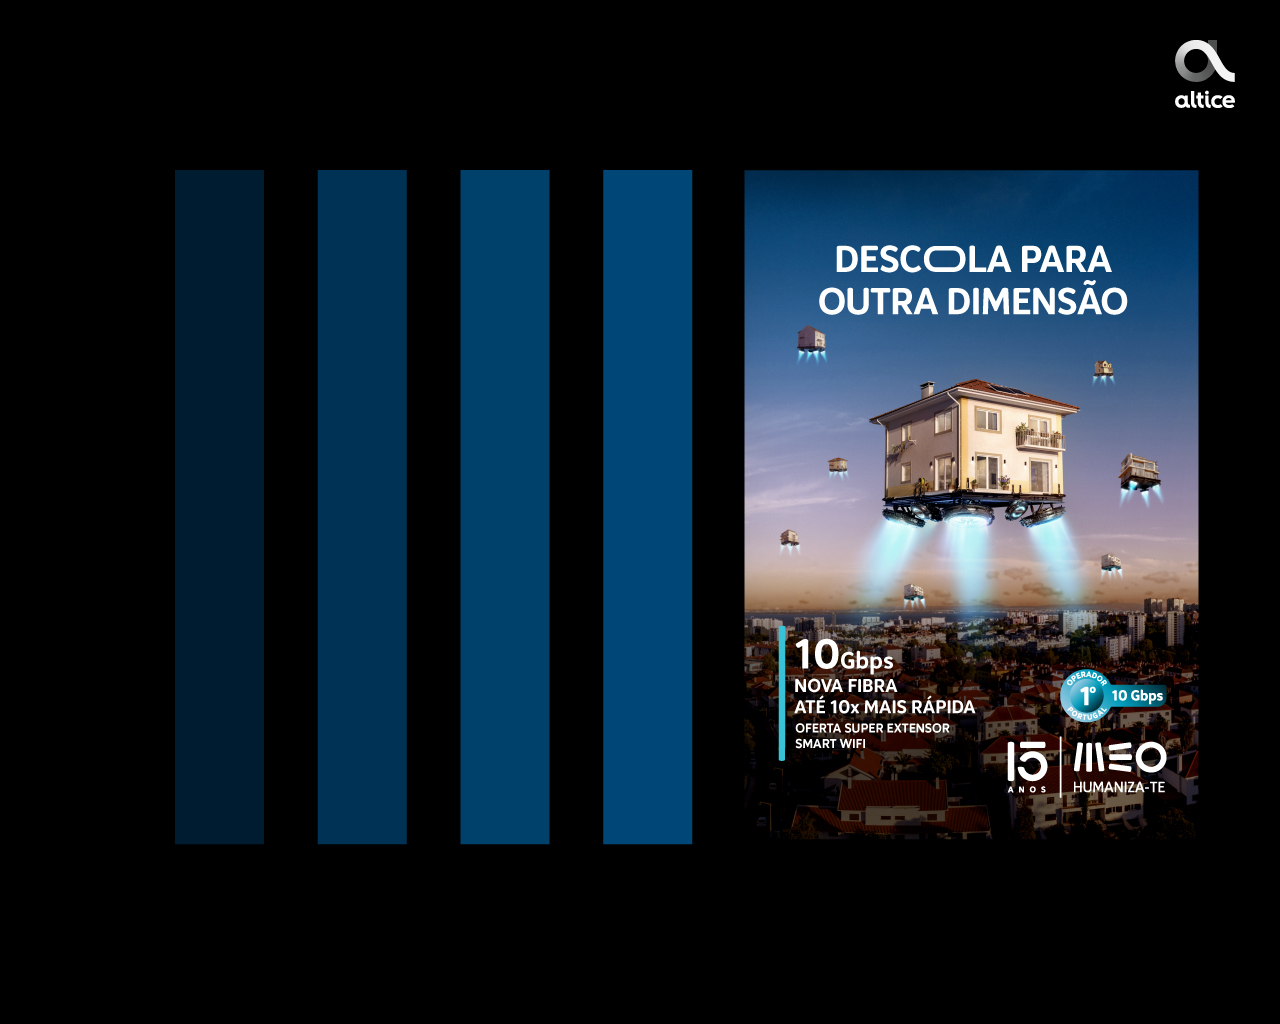 altice
DESCOLA PARA
OUTRA DIMENSÃO
10Gbps
NOVA FIBRA
ATÉ 10x MAIS RÁPIDA
OFERTA SUPER EXTENSOR
SMART WIFI
OPERADOR
1º
PORTUGAL
10 Gbps
15
ANOS
MEO
HUMANIZA-TE